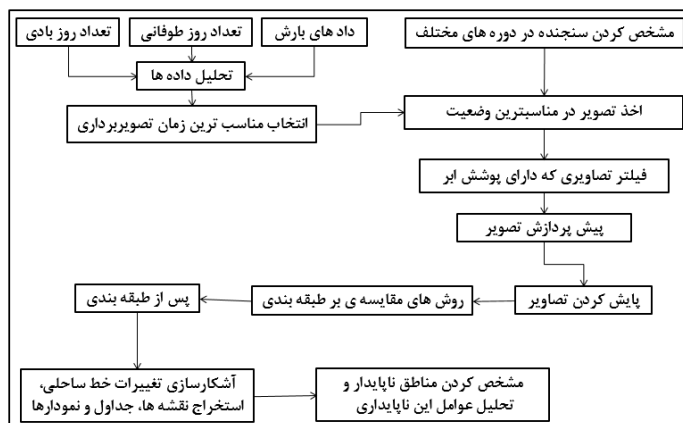 داد های بارش
تعداد روز طوفانی
تعداد روز بادی
مشخص کردن سنجنده در دوره های مختلف
تحلیل داده ها
انتخاب مناسب ترین زمان تصویربرداری
اخذ تصویر در مناسبترین وضعیت
فیلتر تصاویری که دارای پوشش ابر
پیش پردازش تصویر
پایش کردن تصاویر
روش های مقایسه ی بر طبقه بندی
پس از طبقه بندی
آشکارسازی تغییرات خط ساحلی،
استخراج نقشه ها، جداول و نمودارها
مشخص کردن مناطق ناپایدار و
تحلیل عوامل این ناپایداری